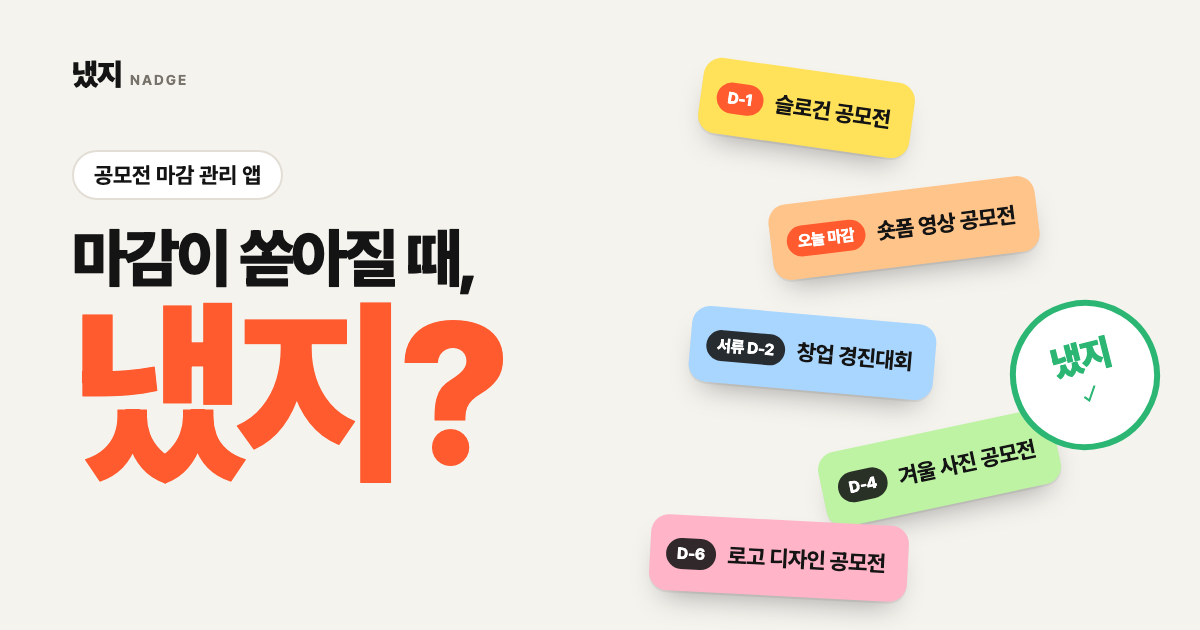 냈지 NADGE
공모전 마감 관리 앱
마감이 쏟아질 때,
냈지?
D-1 슬로건 공모전
오늘 마감 숏폼 영상 공모전
서류 D-2 창업 경진대회
냈지 ✓
D-4 겨울 사진 공모전
D-6 로고 디자인 공모전